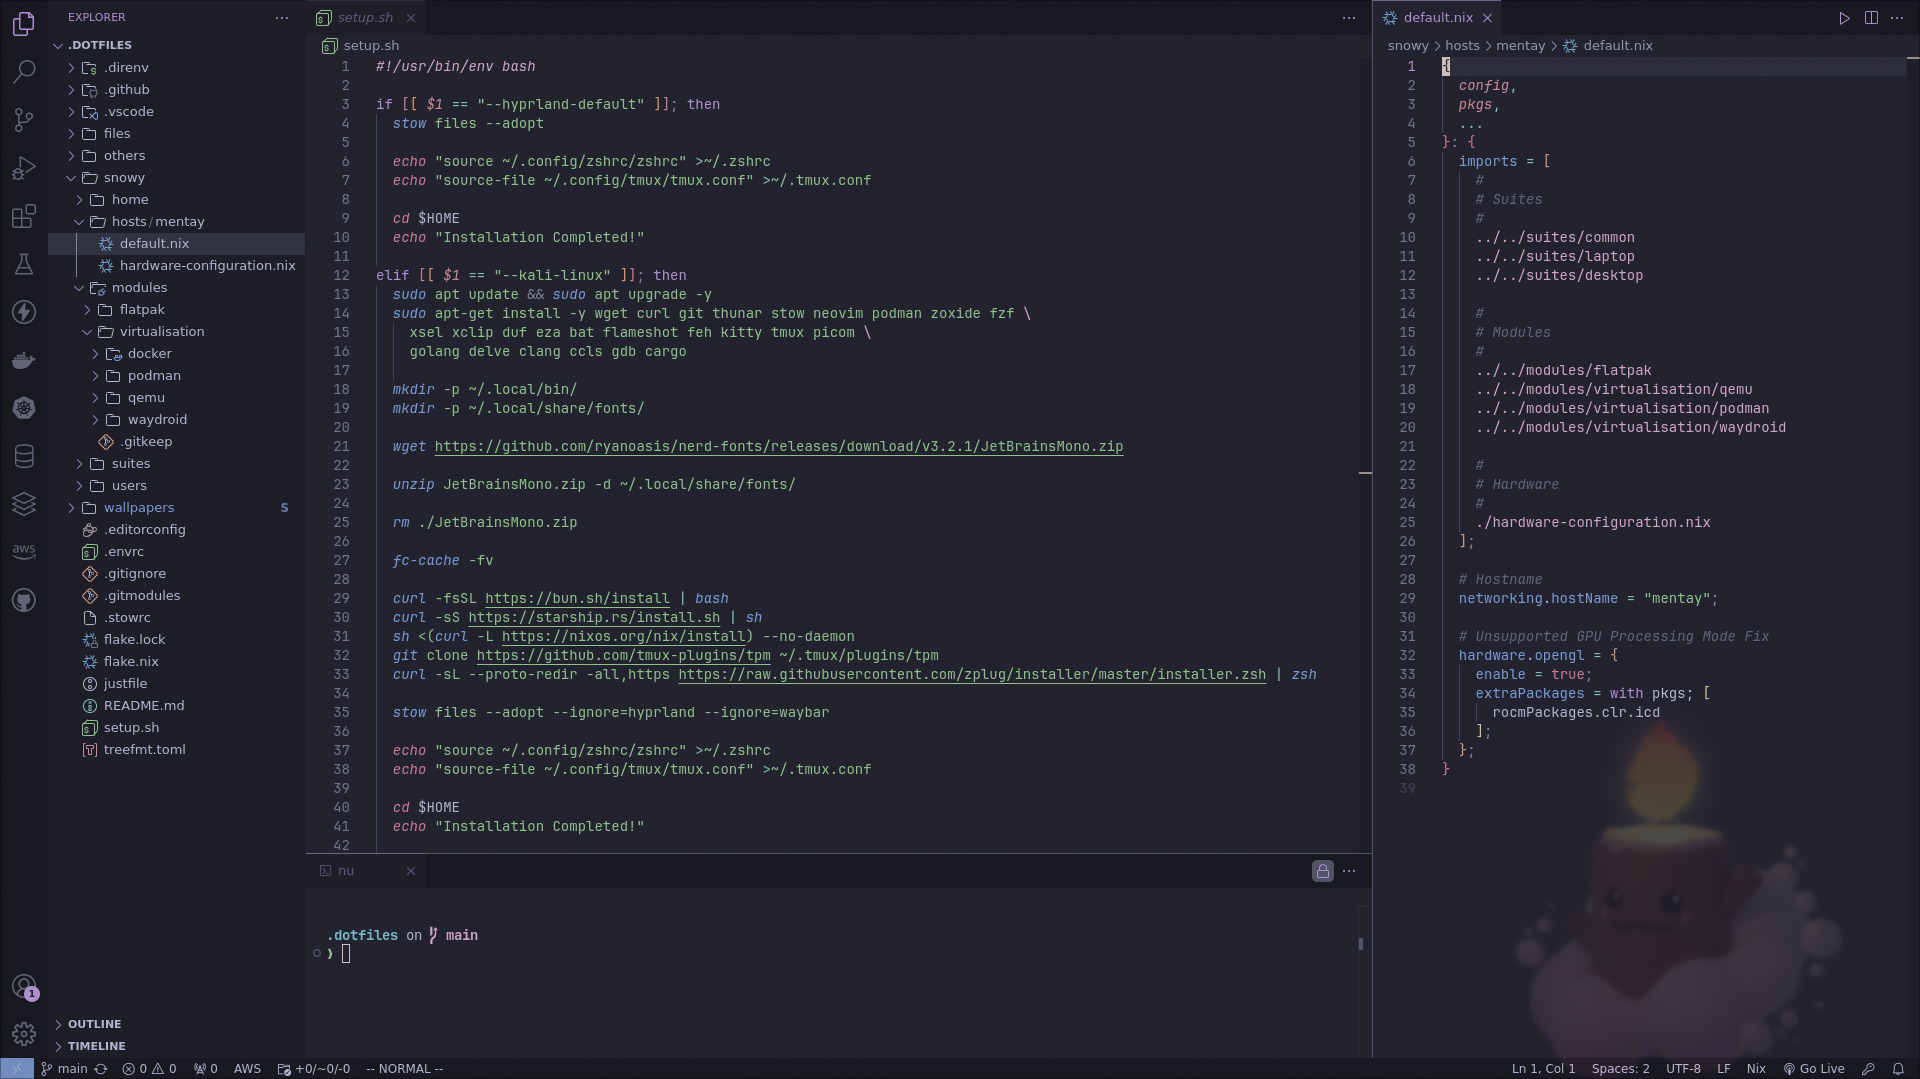 EXPLORER
.DOTFILES
.direnv
.github
.vscode
files
others
snowy
home
hosts/mentay
default.nix
hardware-configuration.nix
modules
flatpak
virtualisation
docker
podman
qemu
waydroid
.gitkeep
suites
users
wallpapers S
.editorconfig
.envrc
.gitignore
.gitmodules
.stowrc
flake.lock
flake.nix
justfile
README.md
setup.sh
treefmt.toml
OUTLINE
TIMELINE
aws
1
setup.sh
setup.sh
1 #!/usr/bin/env bash
2
3 if [[ $1 == "--hyprland-default" ]]; then
4 stow files --adopt
5
6 echo "source ~/.config/zshrc/zshrc" >~/.zshrc
7 echo "source-file ~/.config/tmux/tmux.conf" >~/.tmux.conf
8
9 cd $HOME
10 echo "Installation Completed!"
11
12 elif [[ $1 == "--kali-linux" ]]; then
13 sudo apt update && sudo apt upgrade -y
14 sudo apt-get install -y wget curl git thunar stow neovim podman zoxide fzf \
15 xsel xclip duf eza bat flameshot feh kitty tmux picom \
16 golang delve clang ccls gdb cargo
17
18 mkdir -p ~/.local/bin/
19 mkdir -p ~/.local/share/fonts/
20
21 wget https://github.com/ryanoasis/nerd-fonts/releases/download/v3.2.1/JetBrainsMono.zip
22
23 unzip JetBrainsMono.zip -d ~/.local/share/fonts/
24
25 rm ./JetBrainsMono.zip
26
27 fc-cache -fv
28
29 curl -fsSL https://bun.sh/install | bash
30 curl -sS https://starship.rs/install.sh | sh
31 sh <(curl -L https://nixos.org/nix/install) --no-daemon
32 git clone https://github.com/tmux-plugins/tpm ~/.tmux/plugins/tpm
33 curl -sL --proto-redir -all,https https://raw.githubusercontent.com/zplug/installer/master/installer.zsh | zsh
34
35 stow files --adopt --ignore=hyprland --ignore=waybar
36
37 echo "source ~/.config/zshrc/zshrc" >~/.zshrc
38 echo "source-file ~/.config/tmux/tmux.conf" >~/.tmux.conf
39
40 cd $HOME
41 echo "Installation Completed!"
42
nu
.dotfiles on main
❯
default.nix
snowy > hosts > mentay > default.nix
1 {
2 config,
3 pkgs,
4 ...
5 }: {
6 imports = [
7 #
8 # Suites
9 #
10 ../../suites/common
11 ../../suites/laptop
12 ../../suites/desktop
13
14 #
15 # Modules
16 #
17 ../../modules/flatpak
18 ../../modules/virtualisation/qemu
19 ../../modules/virtualisation/podman
20 ../../modules/virtualisation/waydroid
21
22 #
23 # Hardware
24 #
25 ./hardware-configuration.nix
26 ];
27
28 # Hostname
29 networking.hostName = "mentay";
30
31 # Unsupported GPU Processing Mode Fix
32 hardware.opengl = {
33 enable = true;
34 extraPackages = with pkgs; [
35 rocmPackages.clr.icd
36 ];
37 };
38 }
39
main 0 0 0 AWS +0/~0/-0 -- NORMAL -- Ln 1, Col 1 Spaces: 2 UTF-8 LF Nix Go Live